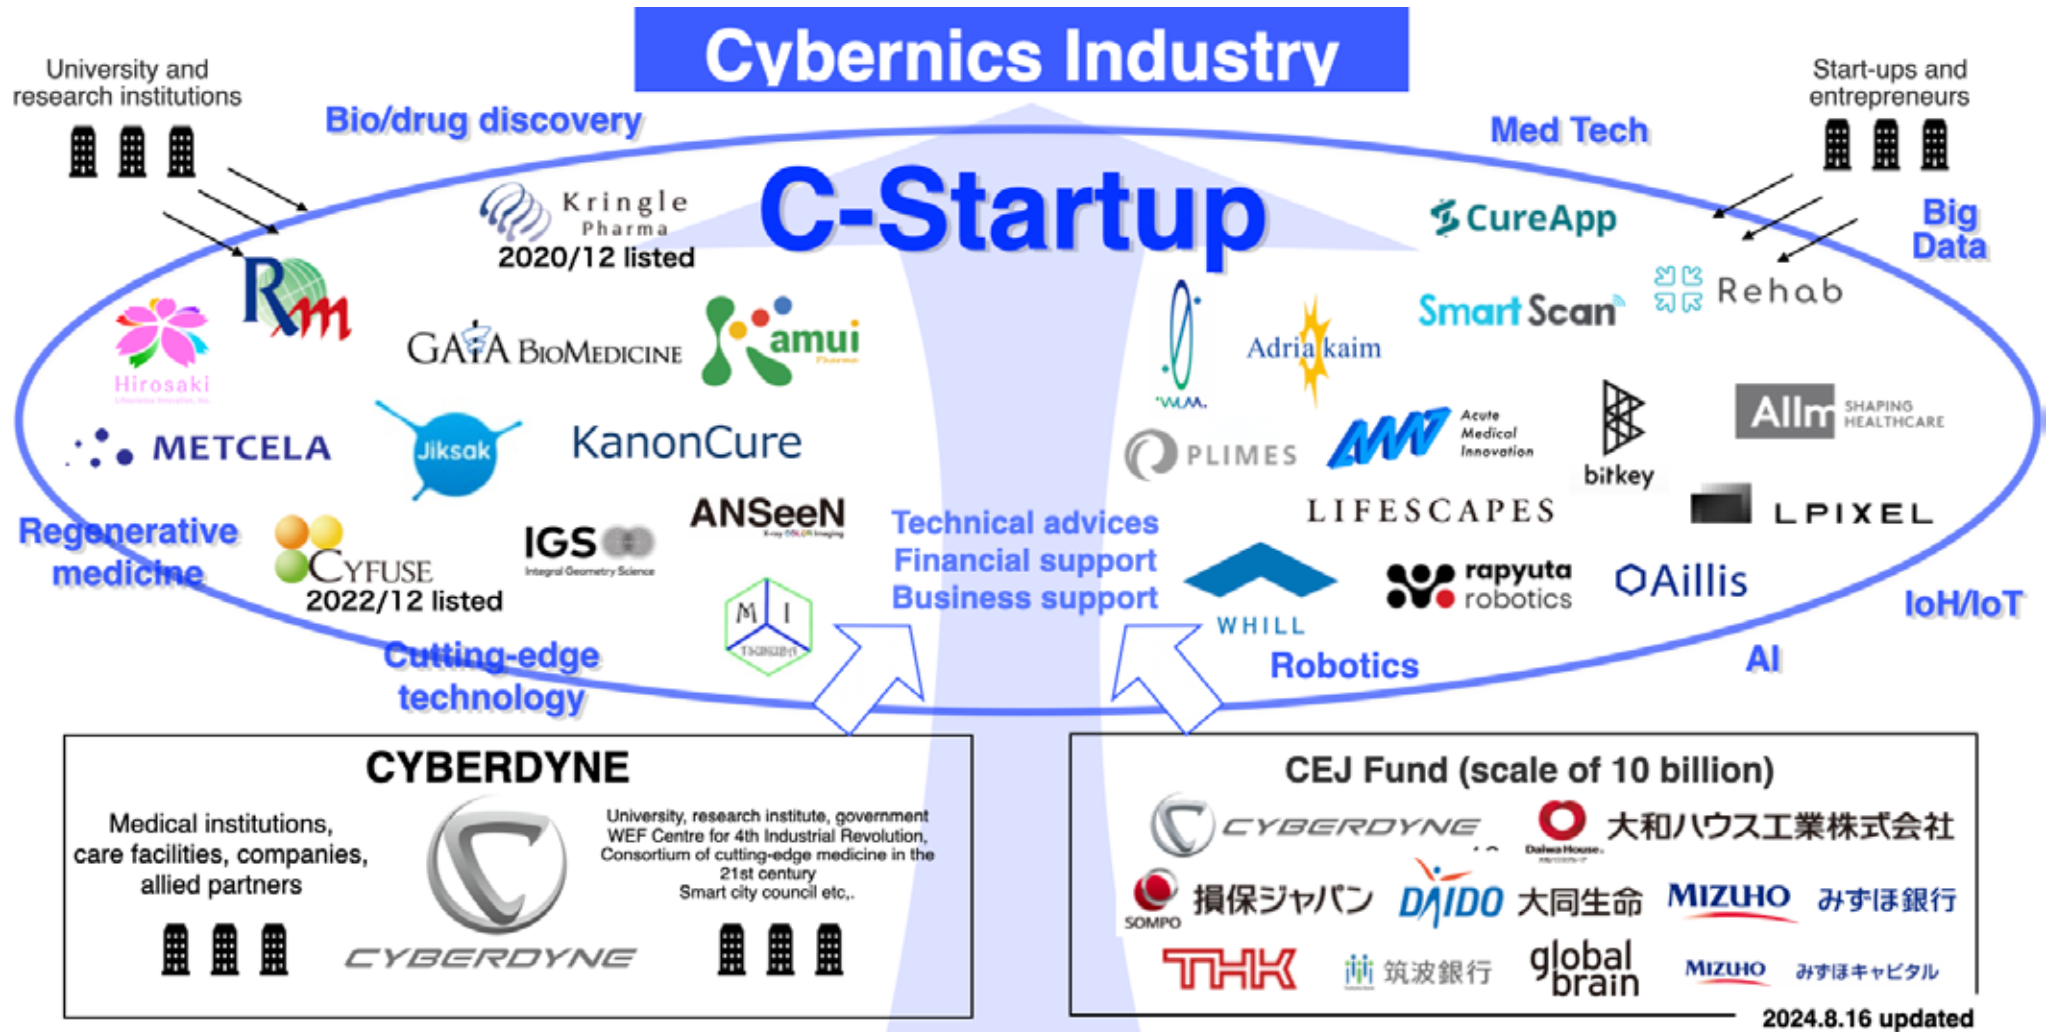 Cybernics Industry
University and
research institutions
Start-ups and
entrepreneurs
Bio/drug discovery
Med Tech
Big
Data
C-Startup
Kringle
Pharma
2020/12 listed
CureApp
Rm
Rehab
Smart Scan
Hirosaki
GAIA BIOMEDICINE
Kamui
Pharma
Adriakaim
WLM
METCELA
Jiksak
KanonCure
PLIMES
Acute
Medical
Innovation
bitkey
Allm
SHAPING
HEALTHCARE
ANSeeN
X-ray COLOR Imaging
LIFESCAPES
LPIXEL
Regenerative
medicine
CYFUSE
2022/12 listed
IGS
Integral Geometry Science
Technical advices
Financial support
Business support
M I
WHILL
rapyuta
robotics
Aillis
IoH/IoT
Cutting-edge
technology
Robotics
AI
CYBERDYNE
Medical institutions,
care facilities, companies,
allied partners
University, research institute, government
WEF Centre for 4th Industrial Revolution,
Consortium of cutting-edge medicine in the
21st century
Smart city council etc,.
CYBERDYNE
CEJ Fund (scale of 10 billion)
CYBERDYNE
Daiwa House
大和ハウス工業株式会社
SOMPO
損保ジャパン
DAIDO 大同生命
MIZUHO みずほ銀行
THK
筑波銀行
global
brain
MIZUHO みずほキャピタル
2024.8.16 updated